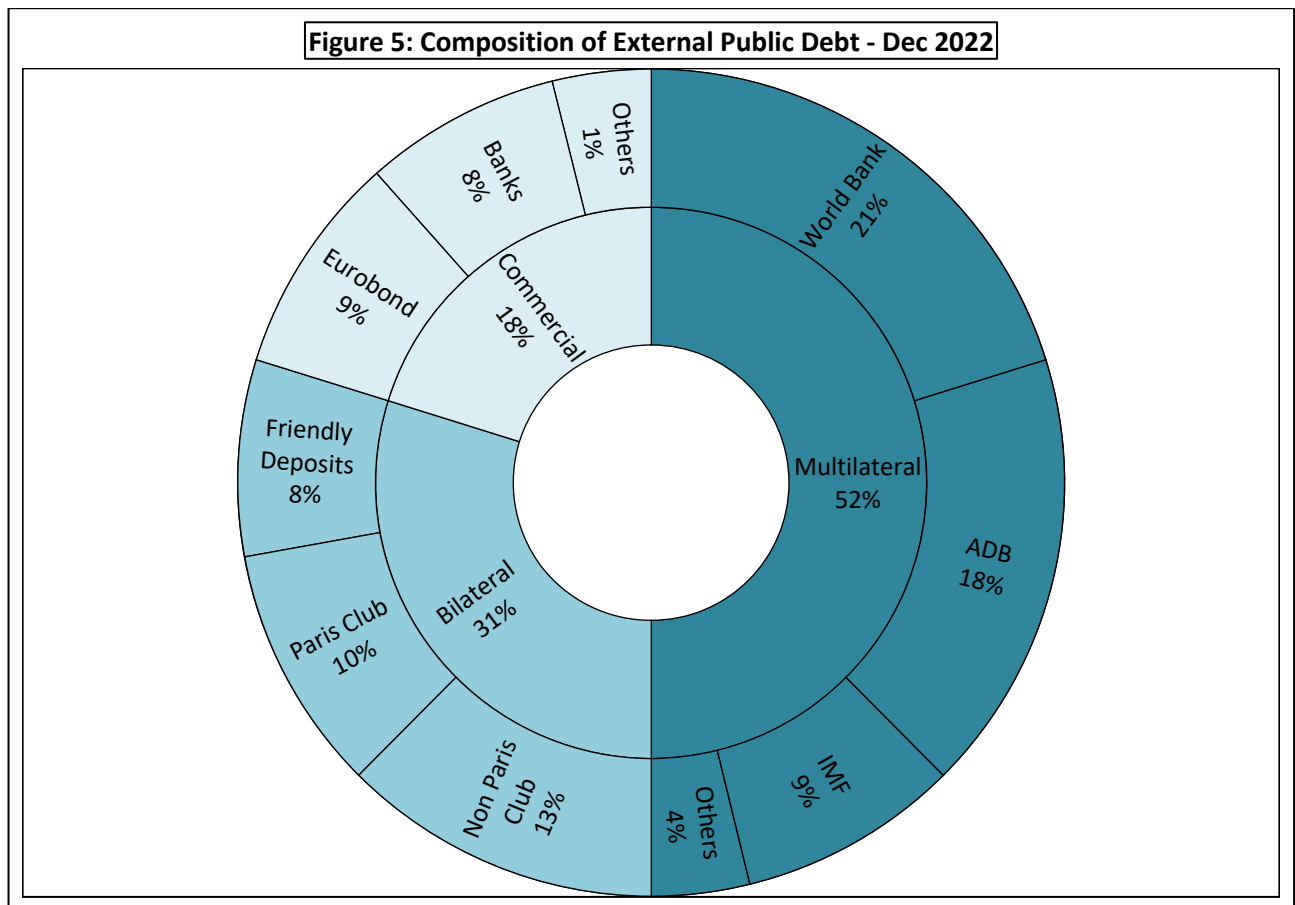 Figure 5: Composition of External Public Debt - Dec 2022
World Bank
21%
ADB
18%
IMF
9%
Others
4%
Multilateral
52%
Non Paris
Club
13%
Paris Club
10%
Friendly
Deposits
8%
Bilateral
31%
Eurobond
9%
Banks
8%
Others
1%
Commercial
18%